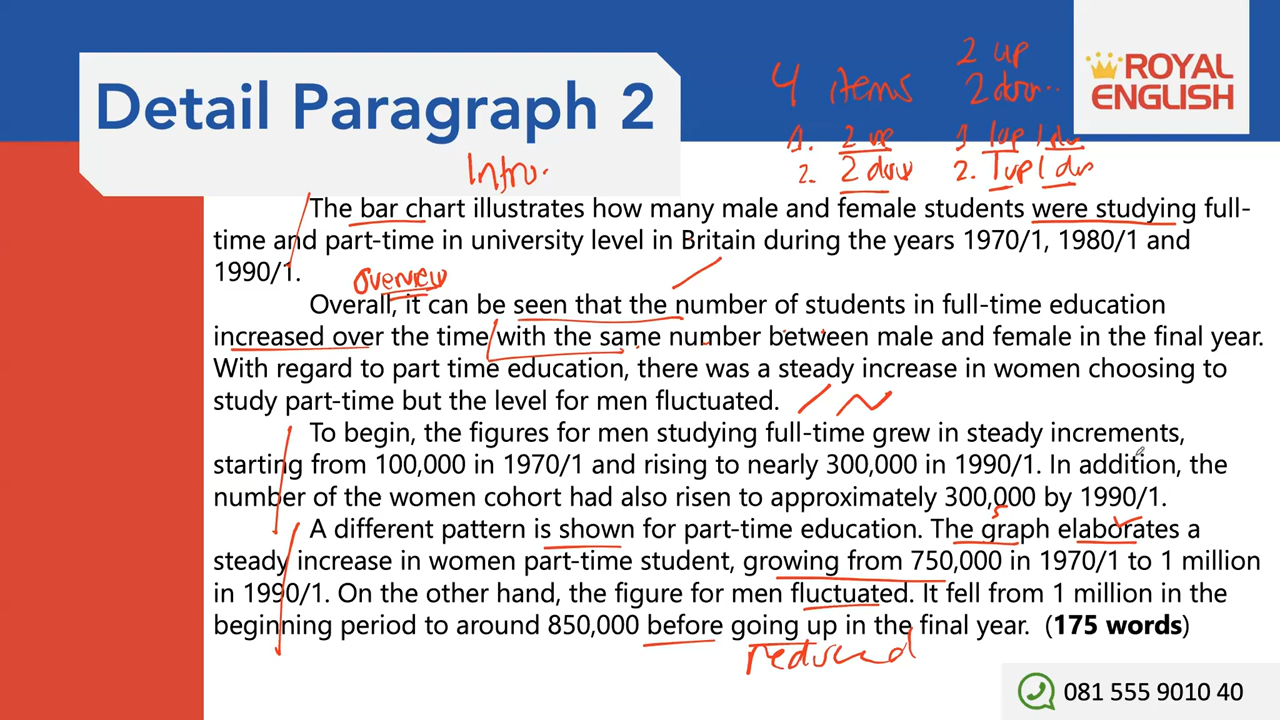 Detail Paragraph 2
4 items
2 up
2 down..
ROYAL
ENGLISH
1. 2 up
2. 2 down
1up 1
2. 1up 1
Intro.
The bar chart illustrates how many male and female students were studying full-
time and part-time in university level in Britain during the years 1970/1, 1980/1 and
1990/1.
Overview
Overall, it can be seen that the number of students in full-time education
increased over the time with the same number between male and female in the final year.
With regard to part time education, there was a steady increase in women choosing to
study part-time but the level for men fluctuated.
To begin, the figures for men studying full-time grew in steady increments,
starting from 100,000 in 1970/1 and rising to nearly 300,000 in 1990/1. In addition, the
number of the women cohort had also risen to approximately 300,000 by 1990/1.
A different pattern is shown for part-time education. The graph elaborates a
s
steady increase in women part-time student, growing from 750,000 in 1970/1 to 1 million
in 1990/1. On the other hand, the figure for men fluctuated. It fell from 1 million in the
beginning period to around 850,000 before going up in the final year. (175 words)
reduced
081 555 9010 40